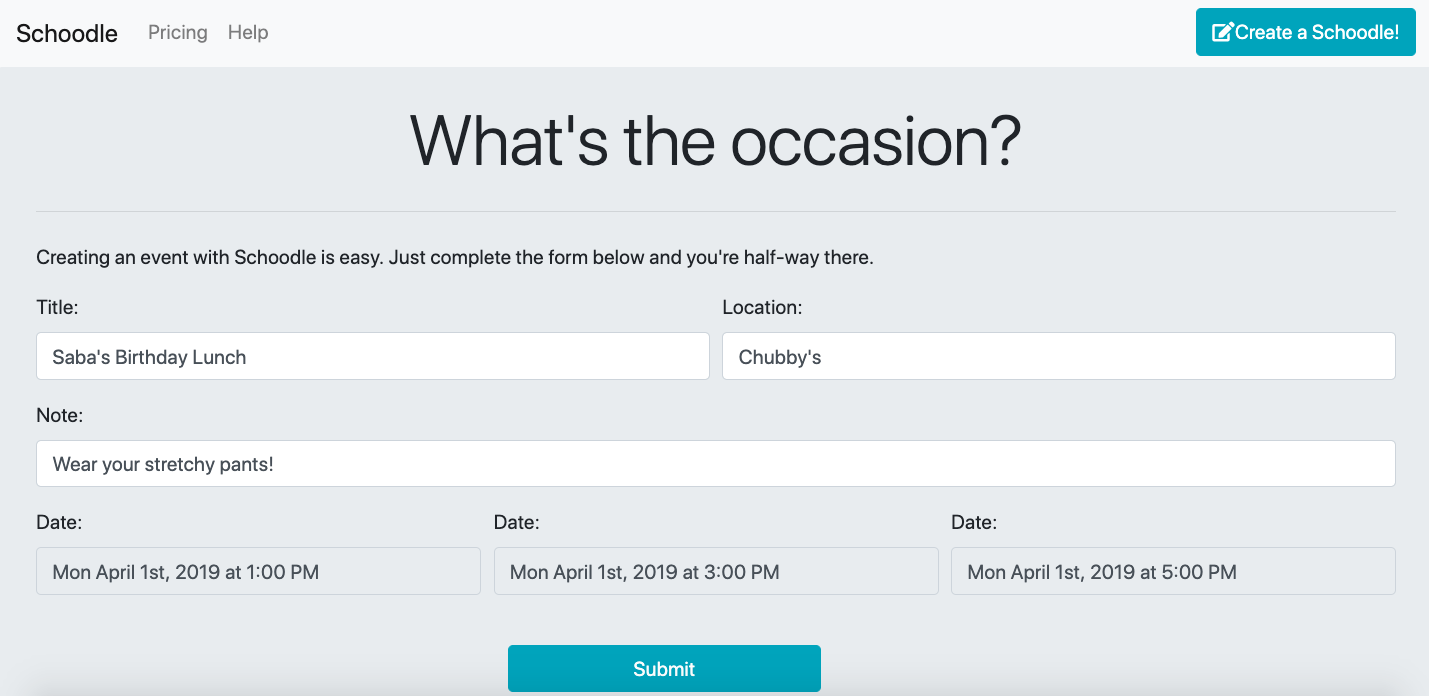 Schoodle Pricing Help Create a Schoodle!
What's the occasion?
Creating an event with Schoodle is easy. Just complete the form below and you're half-way there.
Title: Location:
Saba's Birthday Lunch Chubby's
Note:
Wear your stretchy pants!
Date: Date: Date:
Mon April 1st, 2019 at 1:00 PM Mon April 1st, 2019 at 3:00 PM Mon April 1st, 2019 at 5:00 PM
Submit